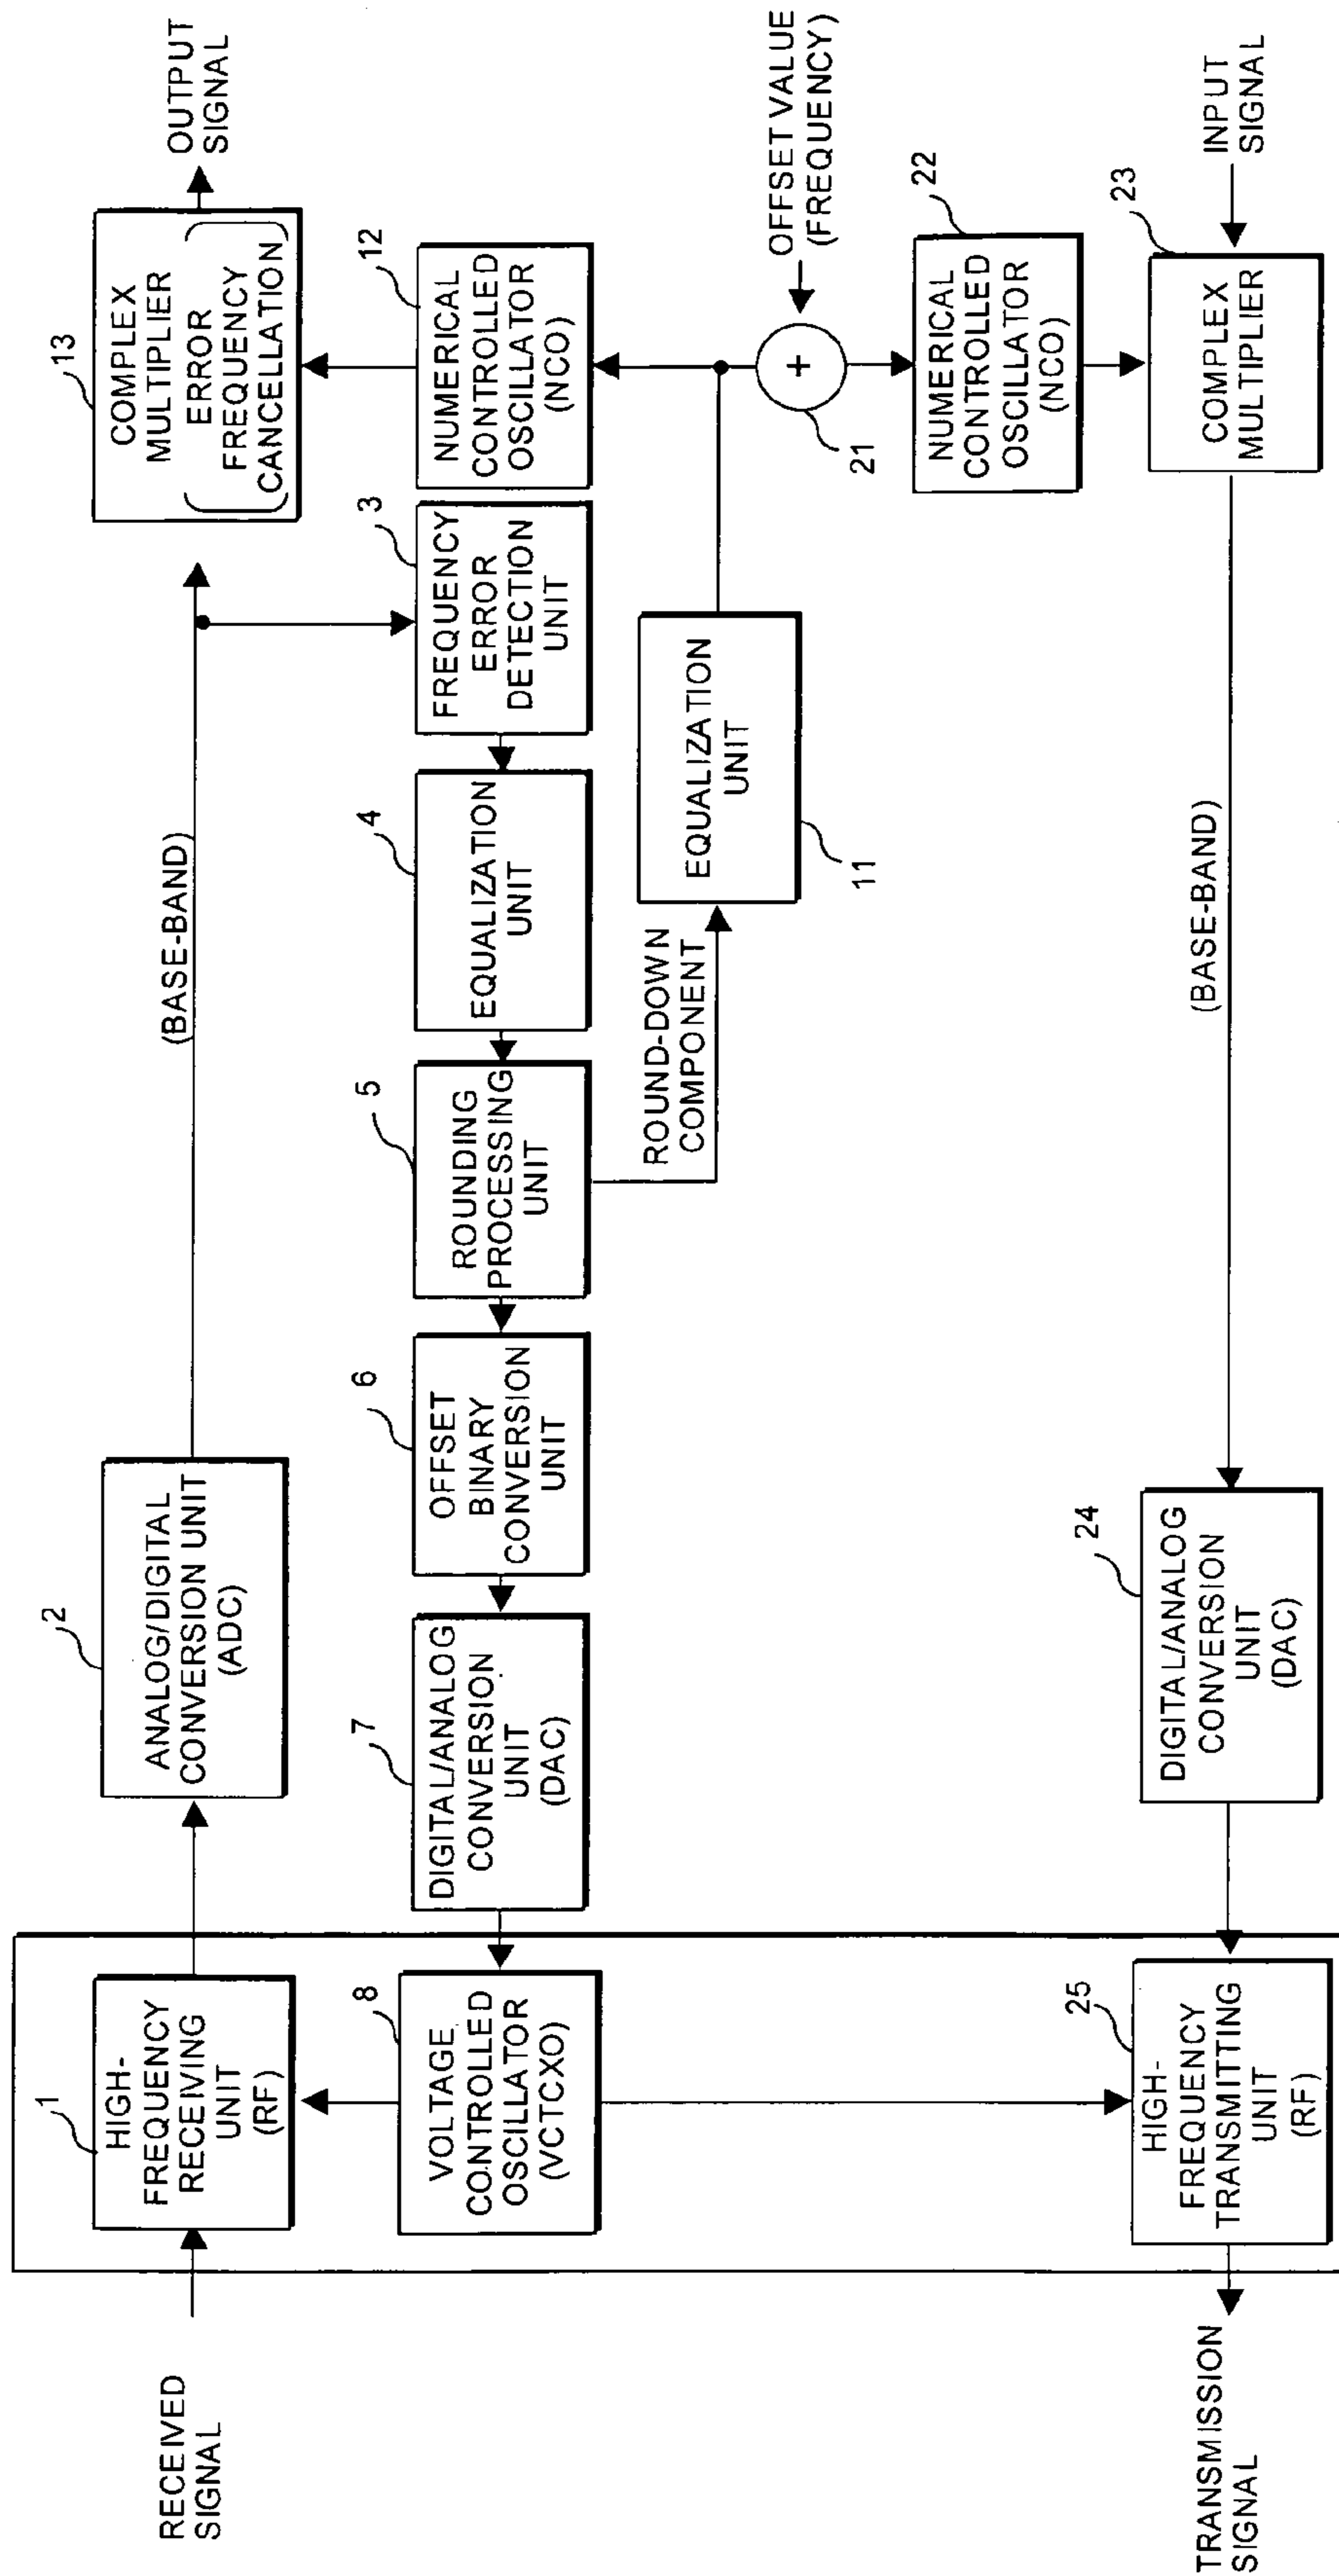 RECEIVED
SIGNAL
1
HIGH-
FREQUENCY
RECEIVING
UNIT
(RF)
2
ANALOG/DIGITAL
CONVERSION UNIT
(ADC)
(BASE-BAND)
13
COMPLEX
MULTIPLIER
ERROR
FREQUENCY
CANCELLATION
OUTPUT
SIGNAL
8
VOLTAGE
CONTROLLED
OSCILLATOR
(VCTCXO)
7
DIGITAL/ANALOG
CONVERSION
UNIT
(DAC)
6
OFFSET
BINARY
CONVERSION
UNIT
5
ROUNDING
PROCESSING
UNIT
4
EQUALIZATION
UNIT
3
FREQUENCY
ERROR
DETECTION
UNIT
12
NUMERICAL
CONTROLLED
OSCILLATOR
(NCO)
ROUND-DOWN
COMPONENT
EQUALIZATION
UNIT
11
OFFSET VALUE
(FREQUENCY)
+
21
22
NUMERICAL
CONTROLLED
OSCILLATOR
(NCO)
TRANSMISSION
SIGNAL
25
HIGH-
FREQUENCY
TRANSMITTING
UNIT
(RF)
24
DIGITAL/ANALOG
CONVERSION
UNIT
(DAC)
(BASE-BAND)
23
COMPLEX
MULTIPLIER
INPUT
SIGNAL